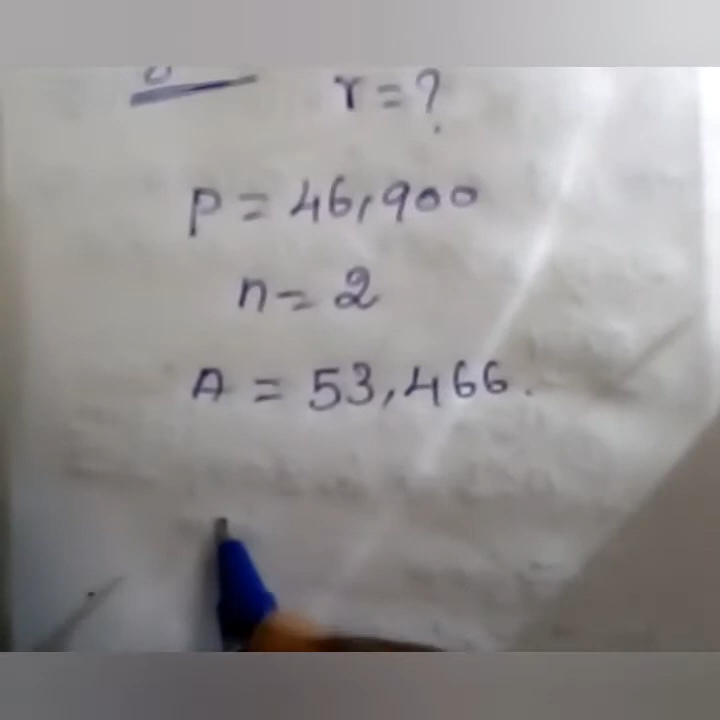 r = ?
P = 46,900
n = 2
A = 53,466.